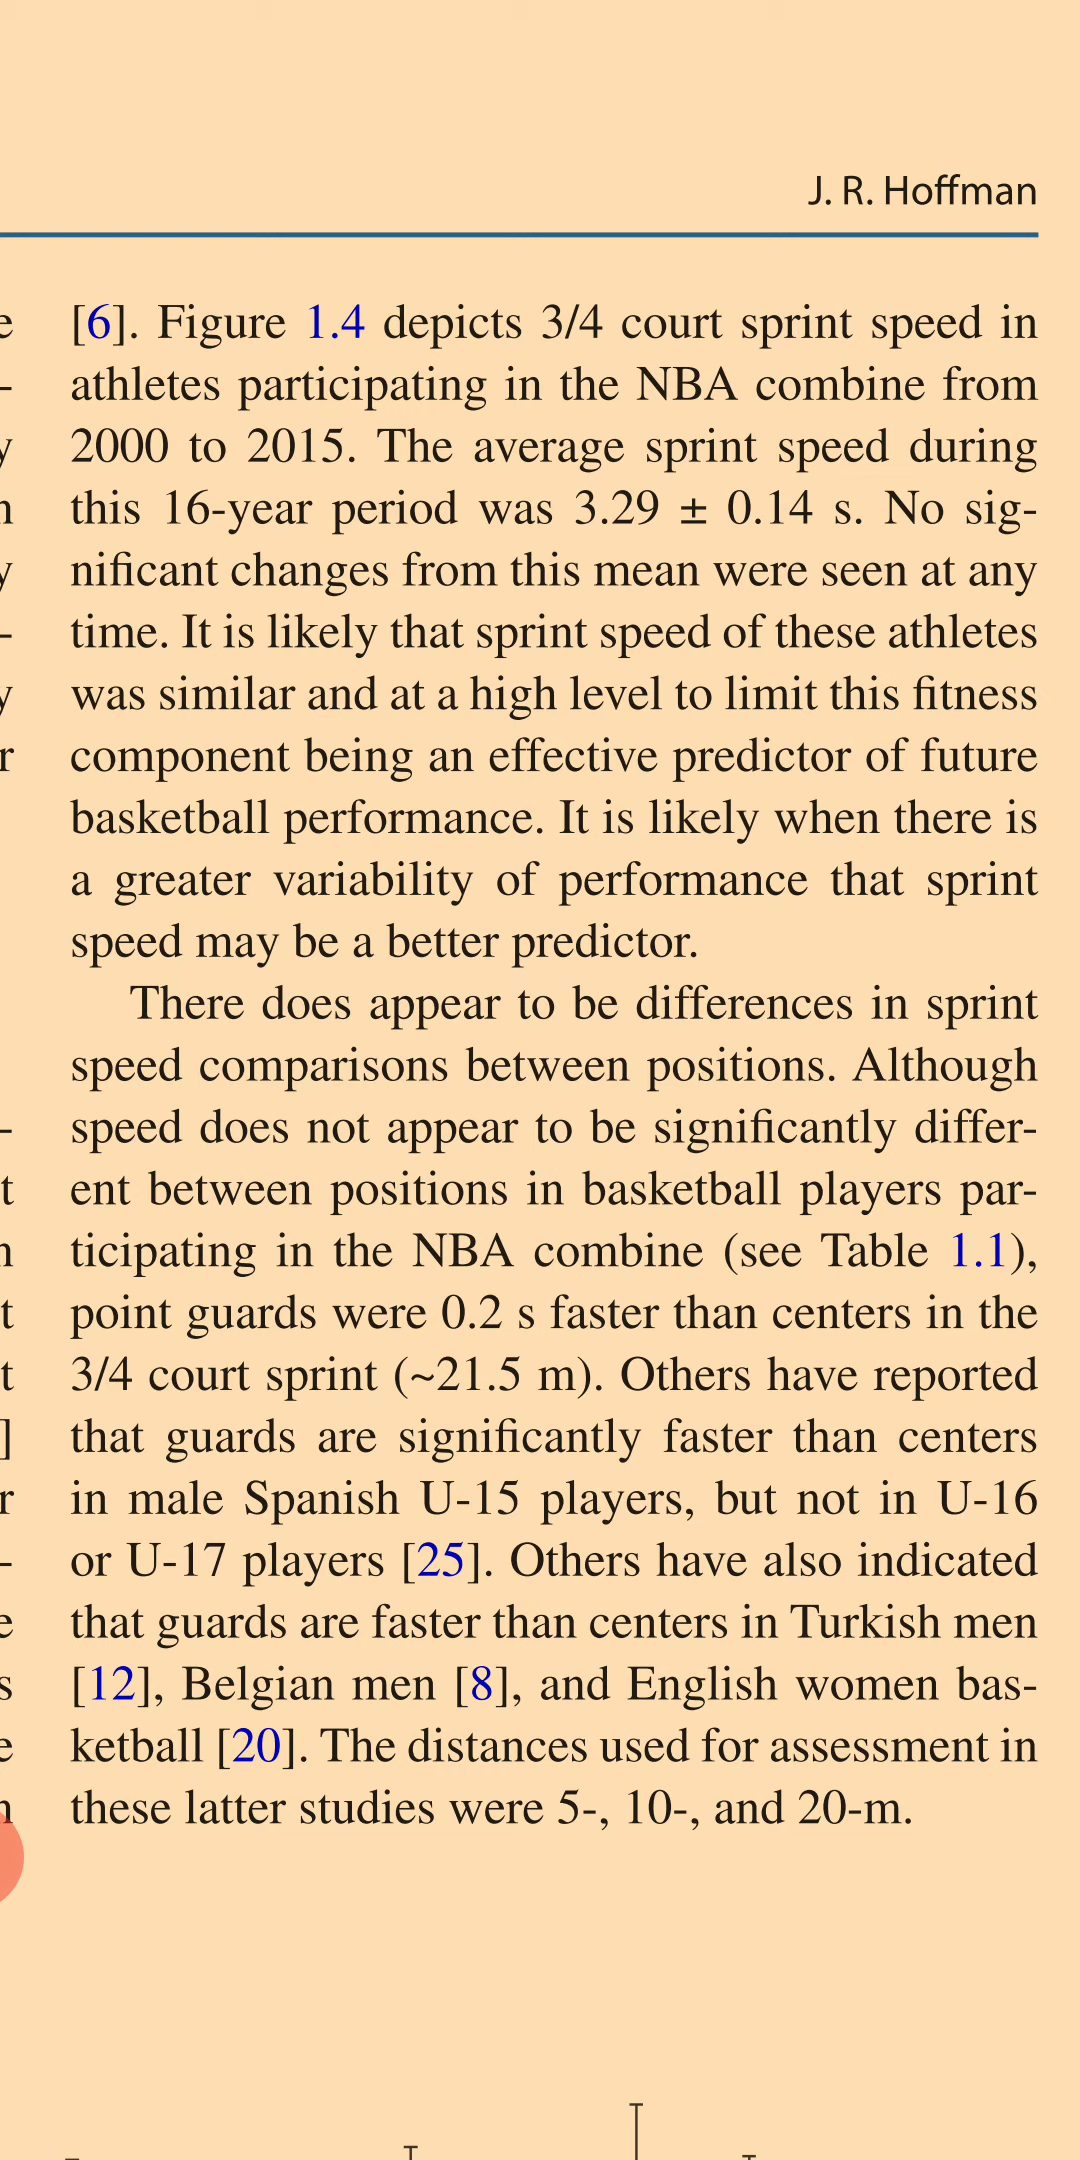 J. R. Hoffman
[6]. Figure 1.4 depicts 3/4 court sprint speed in
athletes participating in the NBA combine from
2000 to 2015. The average sprint speed during
this 16-year period was 3.29 ± 0.14 s. No sig-
nificant changes from this mean were seen at any
time. It is likely that sprint speed of these athletes
was similar and at a high level to limit this fitness
component being an effective predictor of future
basketball performance. It is likely when there is
a greater variability of performance that sprint
speed may be a better predictor.
There does appear to be differences in sprint
speed comparisons between positions. Although
speed does not appear to be significantly differ-
ent between positions in basketball players par-
ticipating in the NBA combine (see Table 1.1),
point guards were 0.2 s faster than centers in the
3/4 court sprint (~21.5 m). Others have reported
that guards are significantly faster than centers
in male Spanish U-15 players, but not in U-16
or U-17 players [25]. Others have also indicated
that guards are faster than centers in Turkish men
[12], Belgian men [8], and English women bas-
ketball [20]. The distances used for assessment in
these latter studies were 5-, 10-, and 20-m.